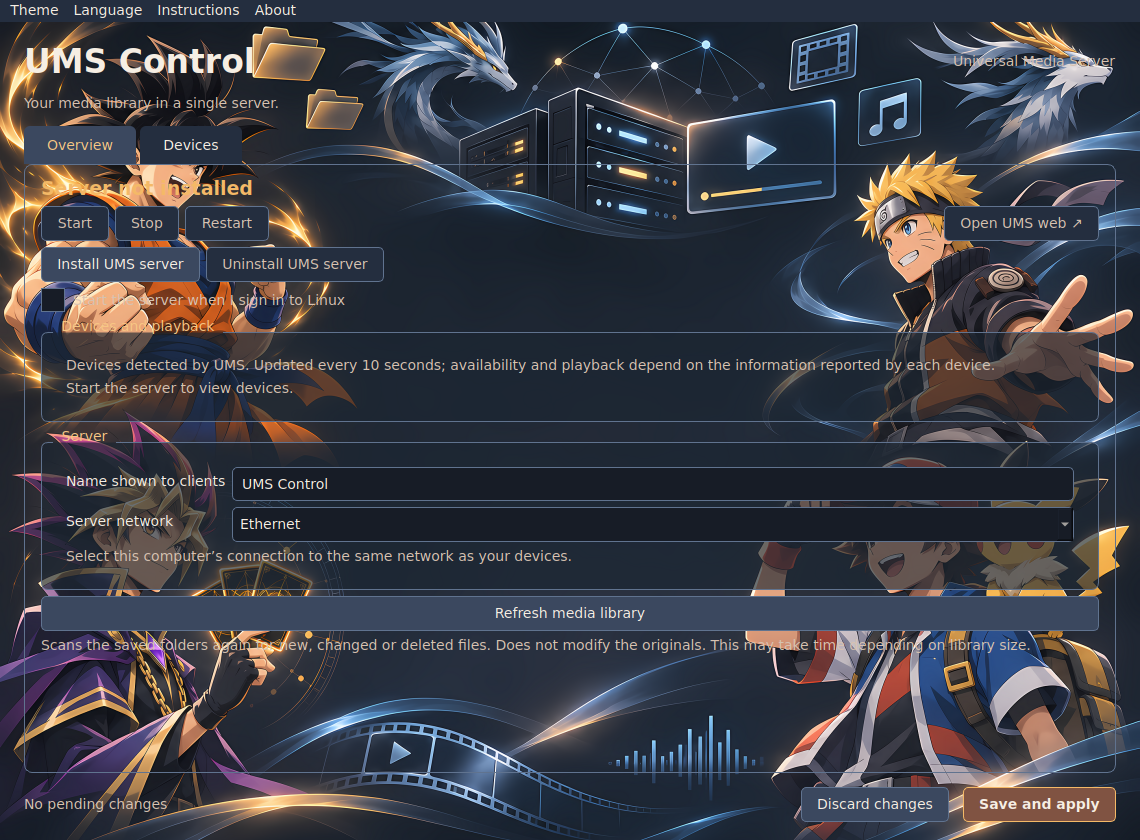 Theme Language Instructions About
UMS Control
Universal Media Server
Your media library in a single server.
Overview Devices
Server not installed
Start Stop Restart Open UMS web ↗
Install UMS server Uninstall UMS server
Start the server when I sign in to Linux
Devices and playback
Devices detected by UMS. Updated every 10 seconds; availability and playback depend on the information reported by each device.
Start the server to view devices.
Server
Name shown to clients UMS Control
Server network Ethernet
Select this computer’s connection to the same network as your devices.
Refresh media library
Scans the saved folders again for new, changed or deleted files. Does not modify the originals. This may take time depending on library size.
No pending changes Discard changes Save and apply